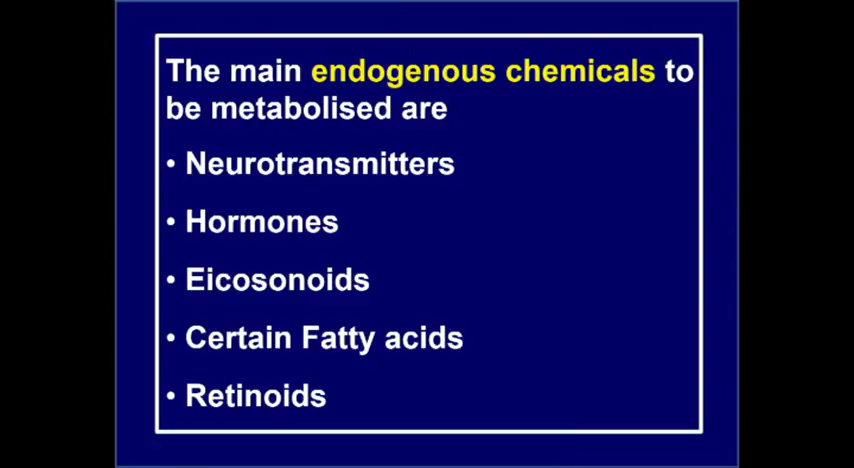 The main endogenous chemicals to
be metabolised are
• Neurotransmitters
• Hormones
• Eicosonoids
• Certain Fatty acids
• Retinoids